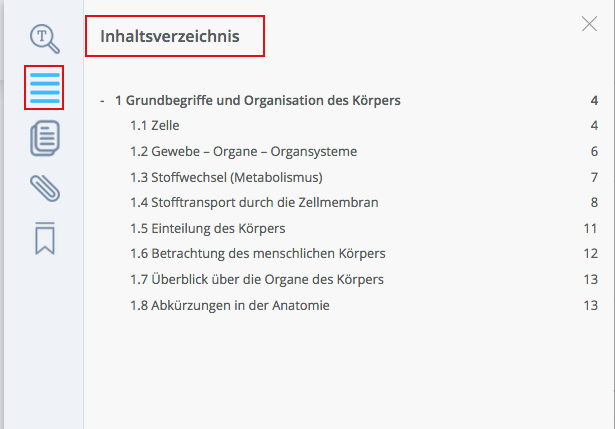 T
Inhaltsverzeichnis
- 1 Grundbegriffe und Organisation des Körpers 4
1.1 Zelle 4
1.2 Gewebe – Organe – Organsysteme 6
1.3 Stoffwechsel (Metabolismus) 7
1.4 Stofftransport durch die Zellmembran 8
1.5 Einteilung des Körpers 11
1.6 Betrachtung des menschlichen Körpers 12
1.7 Überblick über die Organe des Körpers 13
1.8 Abkürzungen in der Anatomie 13